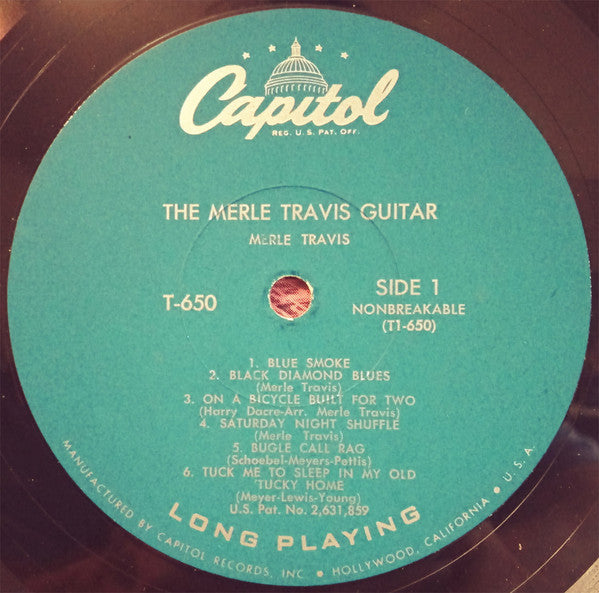 Capitol
REG. U. S. PAT. OFF.
THE MERLE TRAVIS GUITAR
MERLE TRAVIS
T-650
SIDE 1
NONBREAKABLE
(T1-650)
1. BLUE SMOKE
2. BLACK DIAMOND BLUES
(Merle Travis)
3. ON A BICYCLE BUILT FOR TWO
(Harry Dacre-Arr. Merle Travis)
4. SATURDAY NIGHT SHUFFLE
(Merle Travis)
5. BUGLE CALL RAG
(Schoebel-Meyers-Pettis)
6. TUCK ME TO SLEEP IN MY OLD
'TUCKY HOME
(Meyer-Lewis-Young)
U.S. Pat. No. 2,631,859
LONG PLAYING
MANUFACTURED BY CAPITOL RECORDS, INC. • HOLLYWOOD, CALIFORNIA • U.S.A.